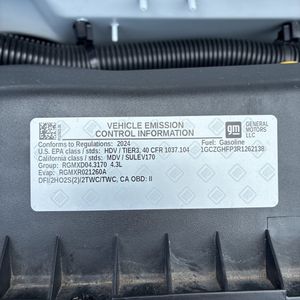 VEHICLE EMISSION
CONTROL INFORMATION
gm
GENERAL
MOTORS
LLC
Conforms to Regulations: 2024
Fuel: Gasoline
U.S. EPA class / stds: HDV / TIER3, 40 CFR 1037.104
1GCZGHFP3R1262138
California class / stds: MDV / SULEV170
Group: RGMXD04.3170 4.3L
Evap: RGMXR021260A
DFI/2HO2S(2)/2TWC/TWC, CA OBD: II